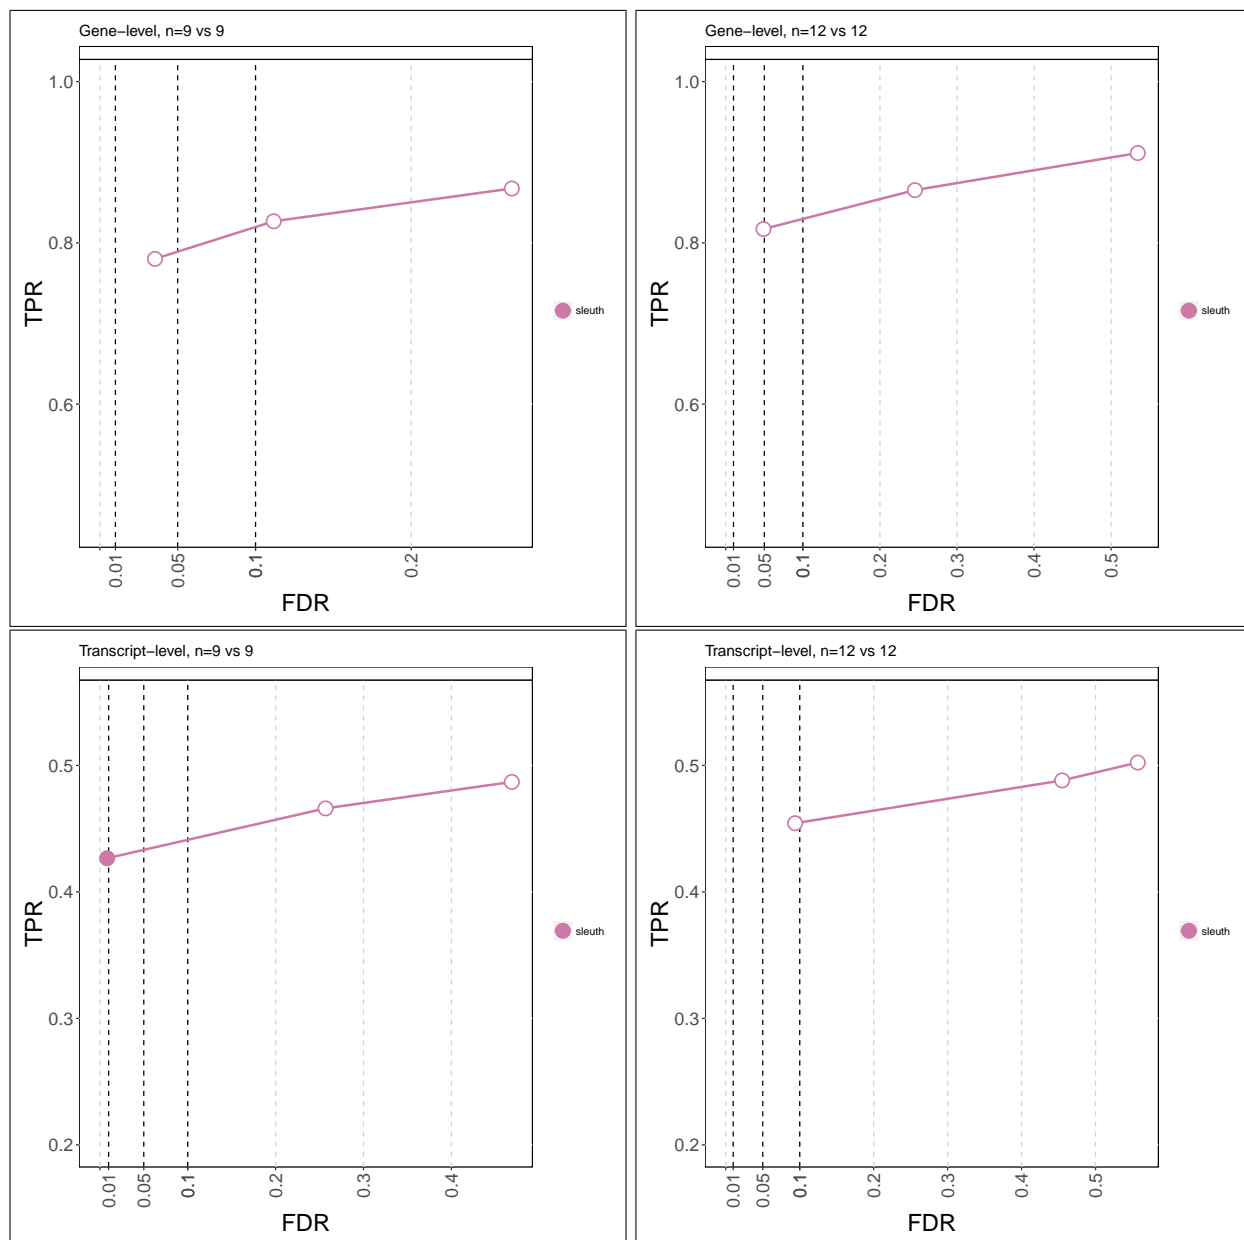 Gene−level, n=9 vs 9
1.0
0.8
0.6
TPR
0.01
0.05
0.1
0.2
FDR
sleuth
Gene−level, n=12 vs 12
1.0
0.8
0.6
TPR
0.01
0.05
0.1
0.2
0.3
0.4
0.5
FDR
sleuth
Transcript−level, n=9 vs 9
0.5
0.4
0.3
0.2
TPR
0.01
0.05
0.1
0.2
0.3
0.4
FDR
sleuth
Transcript−level, n=12 vs 12
0.5
0.4
0.3
0.2
TPR
0.01
0.05
0.1
0.2
0.3
0.4
0.5
FDR
sleuth